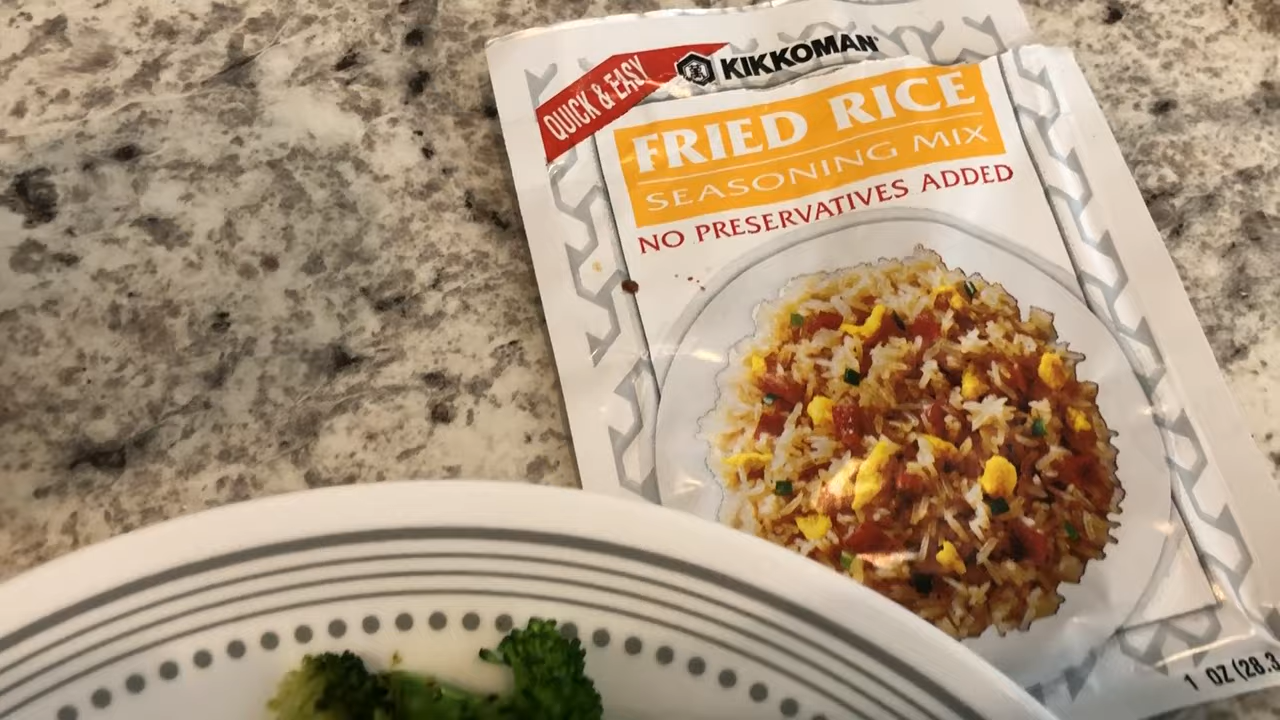 QUICK & EASY
KIKKOMAN®
FRIED RICE
SEASONING MIX
NO PRESERVATIVES ADDED
1 OZ (28.3